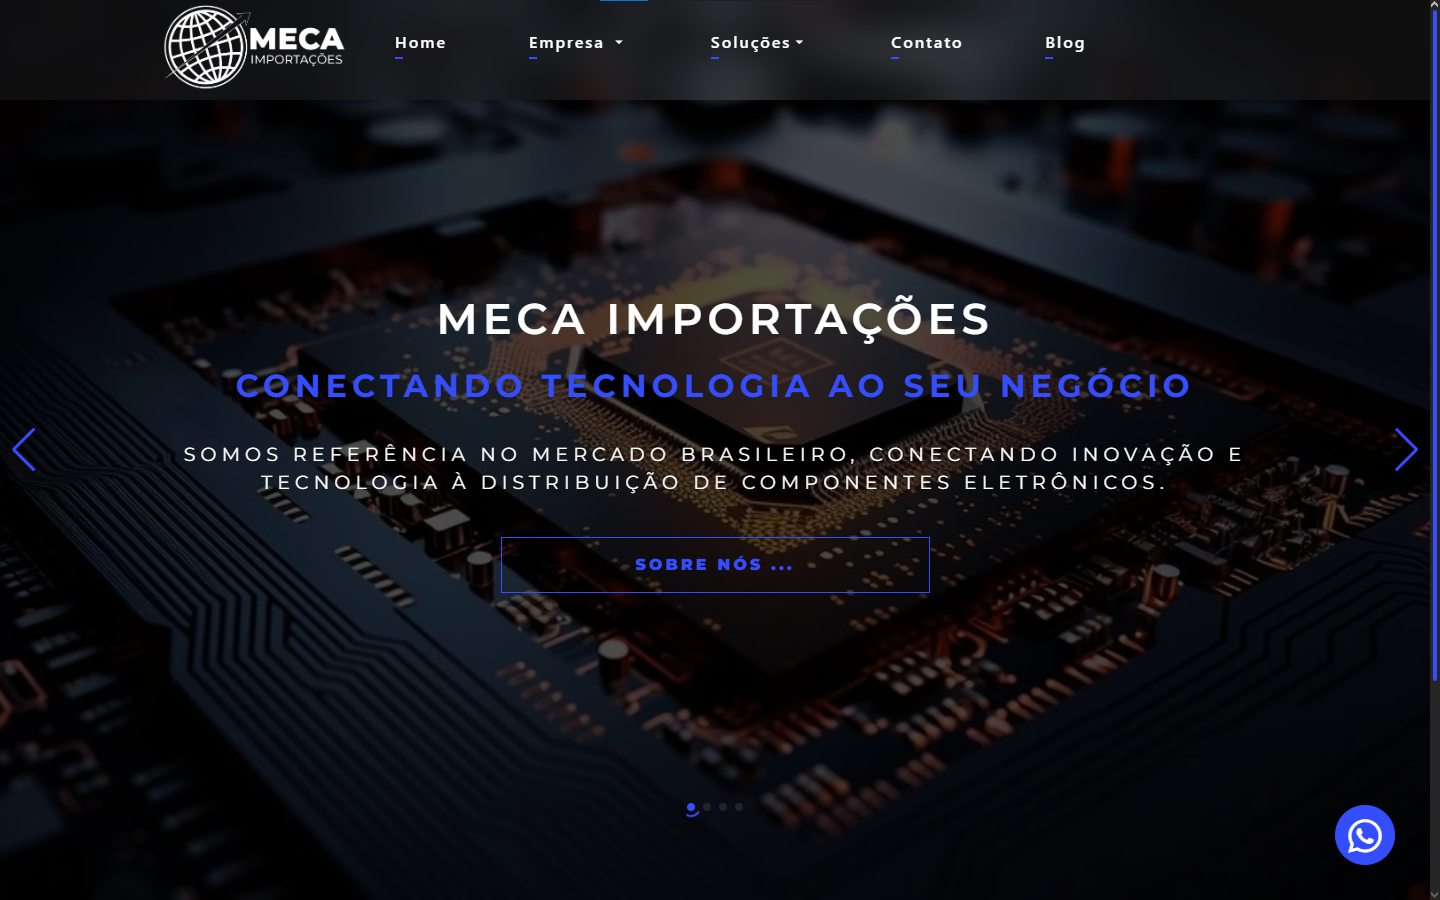 MECA
IMPORTAÇÕES
Home
Empresa
Soluções
Contato
Blog
MECA IMPORTAÇÕES
CONECTANDO TECNOLOGIA AO SEU NEGÓCIO
SOMOS REFERÊNCIA NO MERCADO BRASILEIRO, CONECTANDO INOVAÇÃO E
TECNOLOGIA À DISTRIBUIÇÃO DE COMPONENTES ELETRÔNICOS.
SOBRE NÓS ...